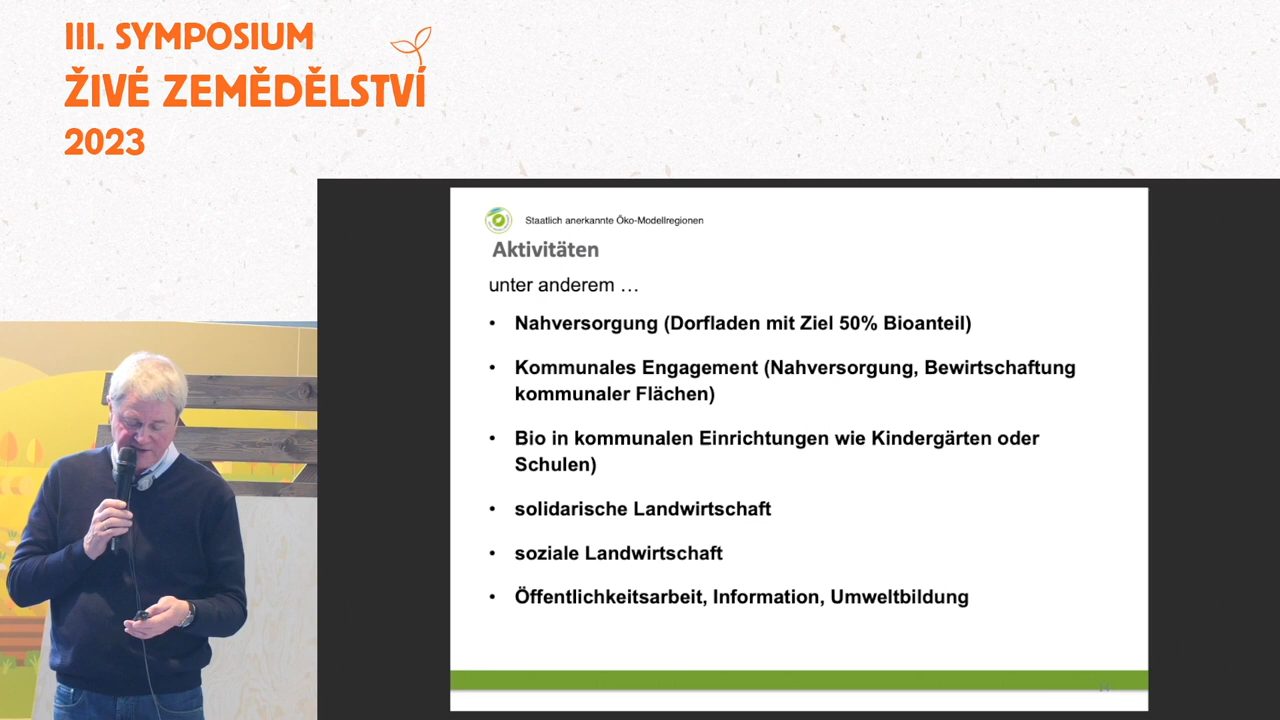 III. SYMPOSIUM
ŽIVÉ ZEMĚDĚLSTVÍ
2023
Staatlich anerkannte Öko-Modellregionen
Aktivitäten
unter anderem …
• Nahversorgung (Dorfladen mit Ziel 50% Bioanteil)
• Kommunales Engagement (Nahversorgung, Bewirtschaftung
kommunaler Flächen)
• Bio in kommunalen Einrichtungen wie Kindergärten oder
Schulen)
• solidarische Landwirtschaft
• soziale Landwirtschaft
• Öffentlichkeitsarbeit, Information, Umweltbildung